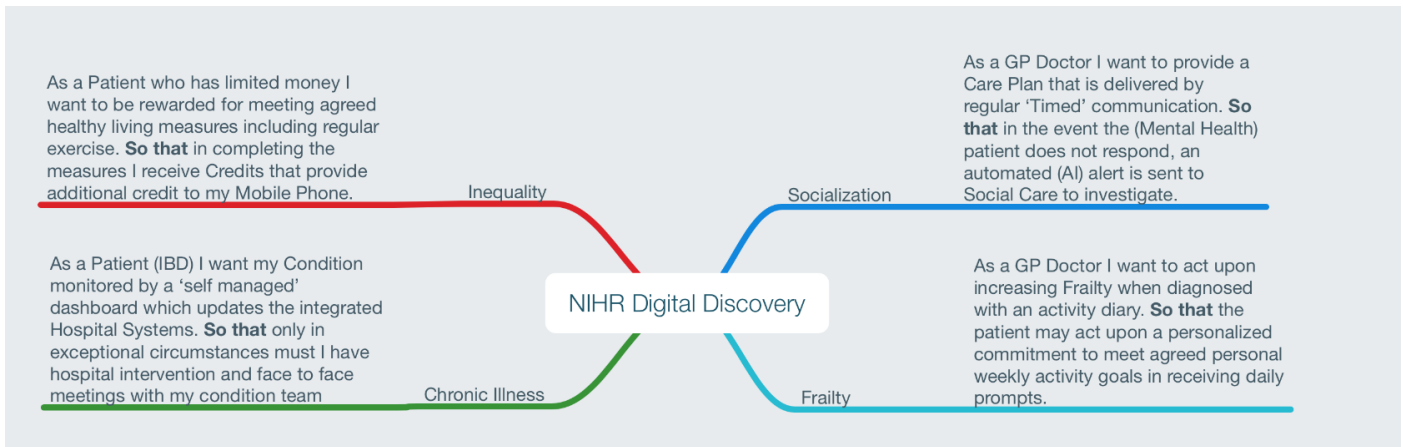 As a Patient who has limited money I
want to be rewarded for meeting agreed
healthy living measures including regular
exercise. So that in completing the
measures I receive Credits that provide
additional credit to my Mobile Phone.
Inequality
As a GP Doctor I want to provide a
Care Plan that is delivered by
regular ‘Timed’ communication. So
that in the event the (Mental Health)
patient does not respond, an
automated (AI) alert is sent to
Social Care to investigate.
Socialization
NIHR Digital Discovery
As a Patient (IBD) I want my Condition
monitored by a ‘self managed’
dashboard which updates the integrated
Hospital Systems. So that only in
exceptional circumstances must I have
hospital intervention and face to face
meetings with my condition team
Chronic Illness
As a GP Doctor I want to act upon
increasing Frailty when diagnosed
with an activity diary. So that the
patient may act upon a personalized
commitment to meet agreed personal
weekly activity goals in receiving daily
prompts.
Frailty